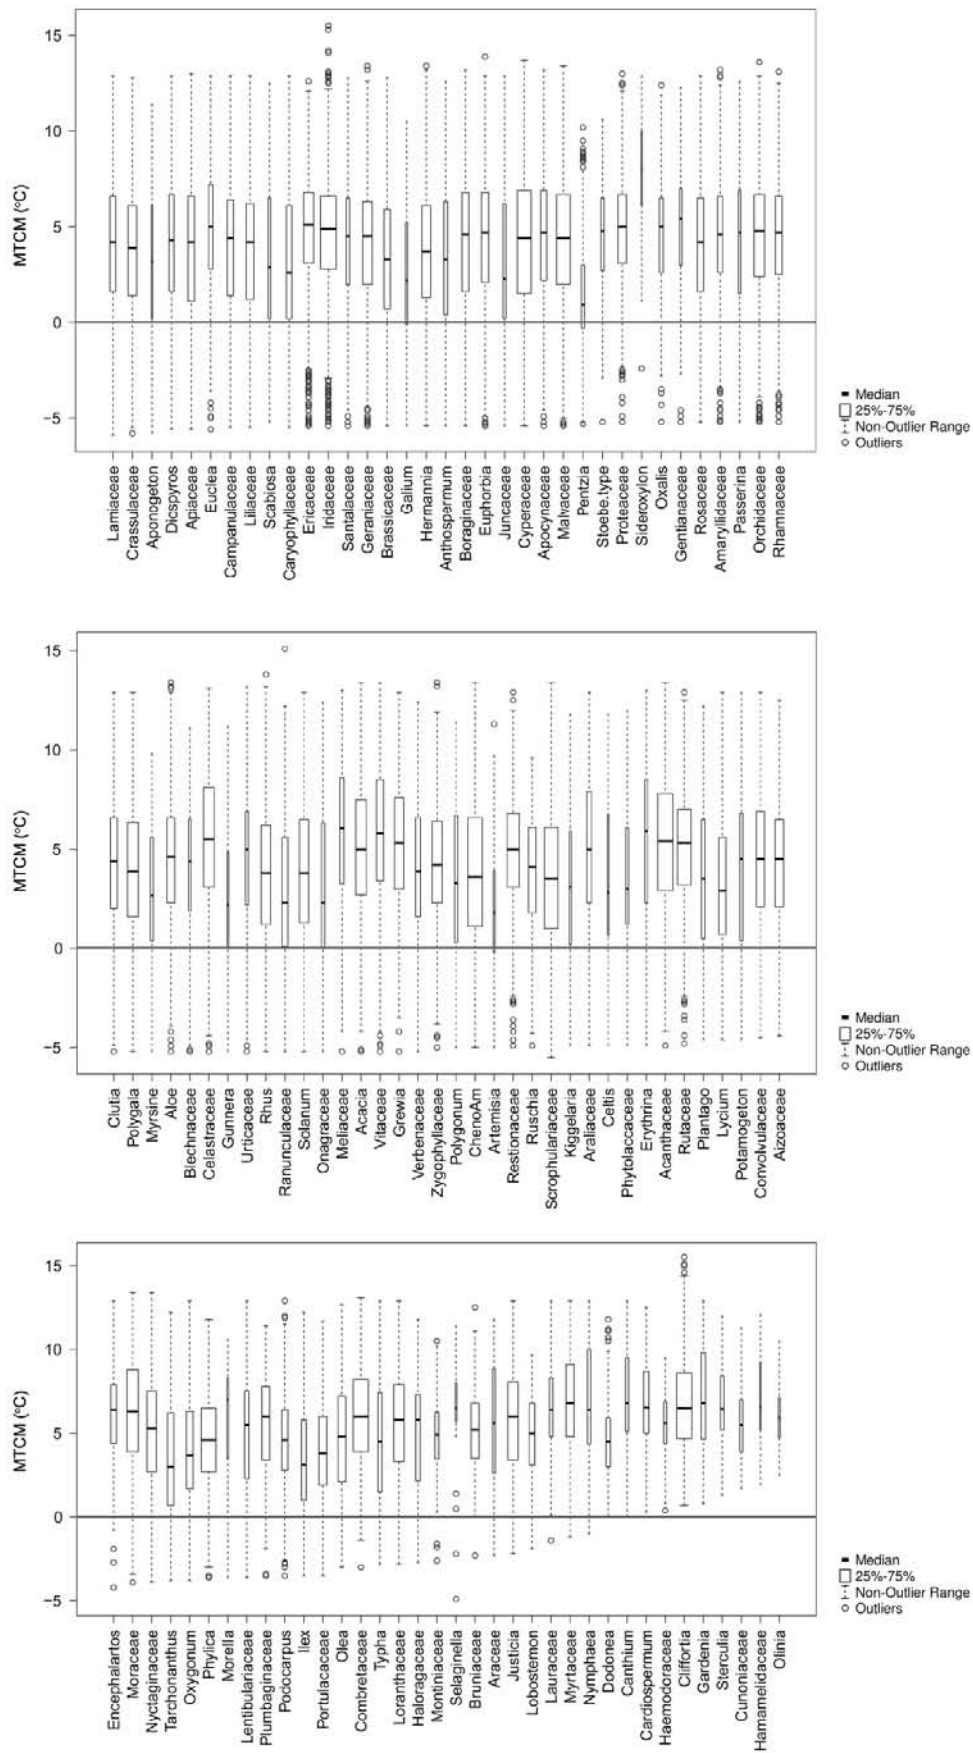 15
10
5
0
−5
MTCM (°C)
Median
25%-75%
Non-Outlier Range
Outliers
Lamiaceae
Crassulaceae
Aponogeton
Dicspyros
Apiaceae
Euclea
Campanulaceae
Liliaceae
Scabiosa
Caryophyllaceae
Ericaceae
Iridaceae
Santalaceae
Geraniaceae
Brassicaceae
Galium
Hermannia
Anthospermum
Boraginaceae
Euphorbia
Juncaceae
Cyperaceae
Apocynaceae
Malvaceae
Pentzia
Stoebe.type
Proteaceae
Sideroxylon
Oxalis
Gentianaceae
Rosaceae
Amaryllidaceae
Passerina
Orchidaceae
Rhamnaceae
15
10
5
0
−5
MTCM (°C)
Median
25%-75%
Non-Outlier Range
Outliers
Clutia
Polygala
Myrsine
Aloe
Blechnaceae
Celastraceae
Gunnera
Urticaceae
Rhus
Ranunculaceae
Solanum
Onagraceae
Meliaceae
Acacia
Vitaceae
Grewia
Verbenaceae
Zygophyllaceae
Polygonum
ChenoAm
Artemisia
Restionaceae
Ruschia
Scrophulariaceae
Kiggelaria
Araliaceae
Celtis
Phytolaccaceae
Erythrina
Acanthaceae
Rutaceae
Plantago
Lycium
Potamogeton
Convolvulaceae
Aizoaceae
15
10
5
0
−5
MTCM (°C)
Median
25%-75%
Non-Outlier Range
Outliers
Encephalartos
Moraceae
Nyctaginaceae
Tarchonanthus
Oxygonum
Phylica
Morella
Lentibulariaceae
Plumbaginaceae
Podocarpus
Ilex
Portulacaceae
Olea
Combretaceae
Typha
Loranthaceae
Haloragaceae
Montiniaceae
Selaginella
Bruniaceae
Araceae
Justicia
Lobostemon
Lauraceae
Myrtaceae
Nymphaea
Dodonea
Canthium
Cardiospermum
Haemodoraceae
Cliffortia
Gardenia
Sterculia
Cunoniaceae
Hamamelidaceae
Olinia